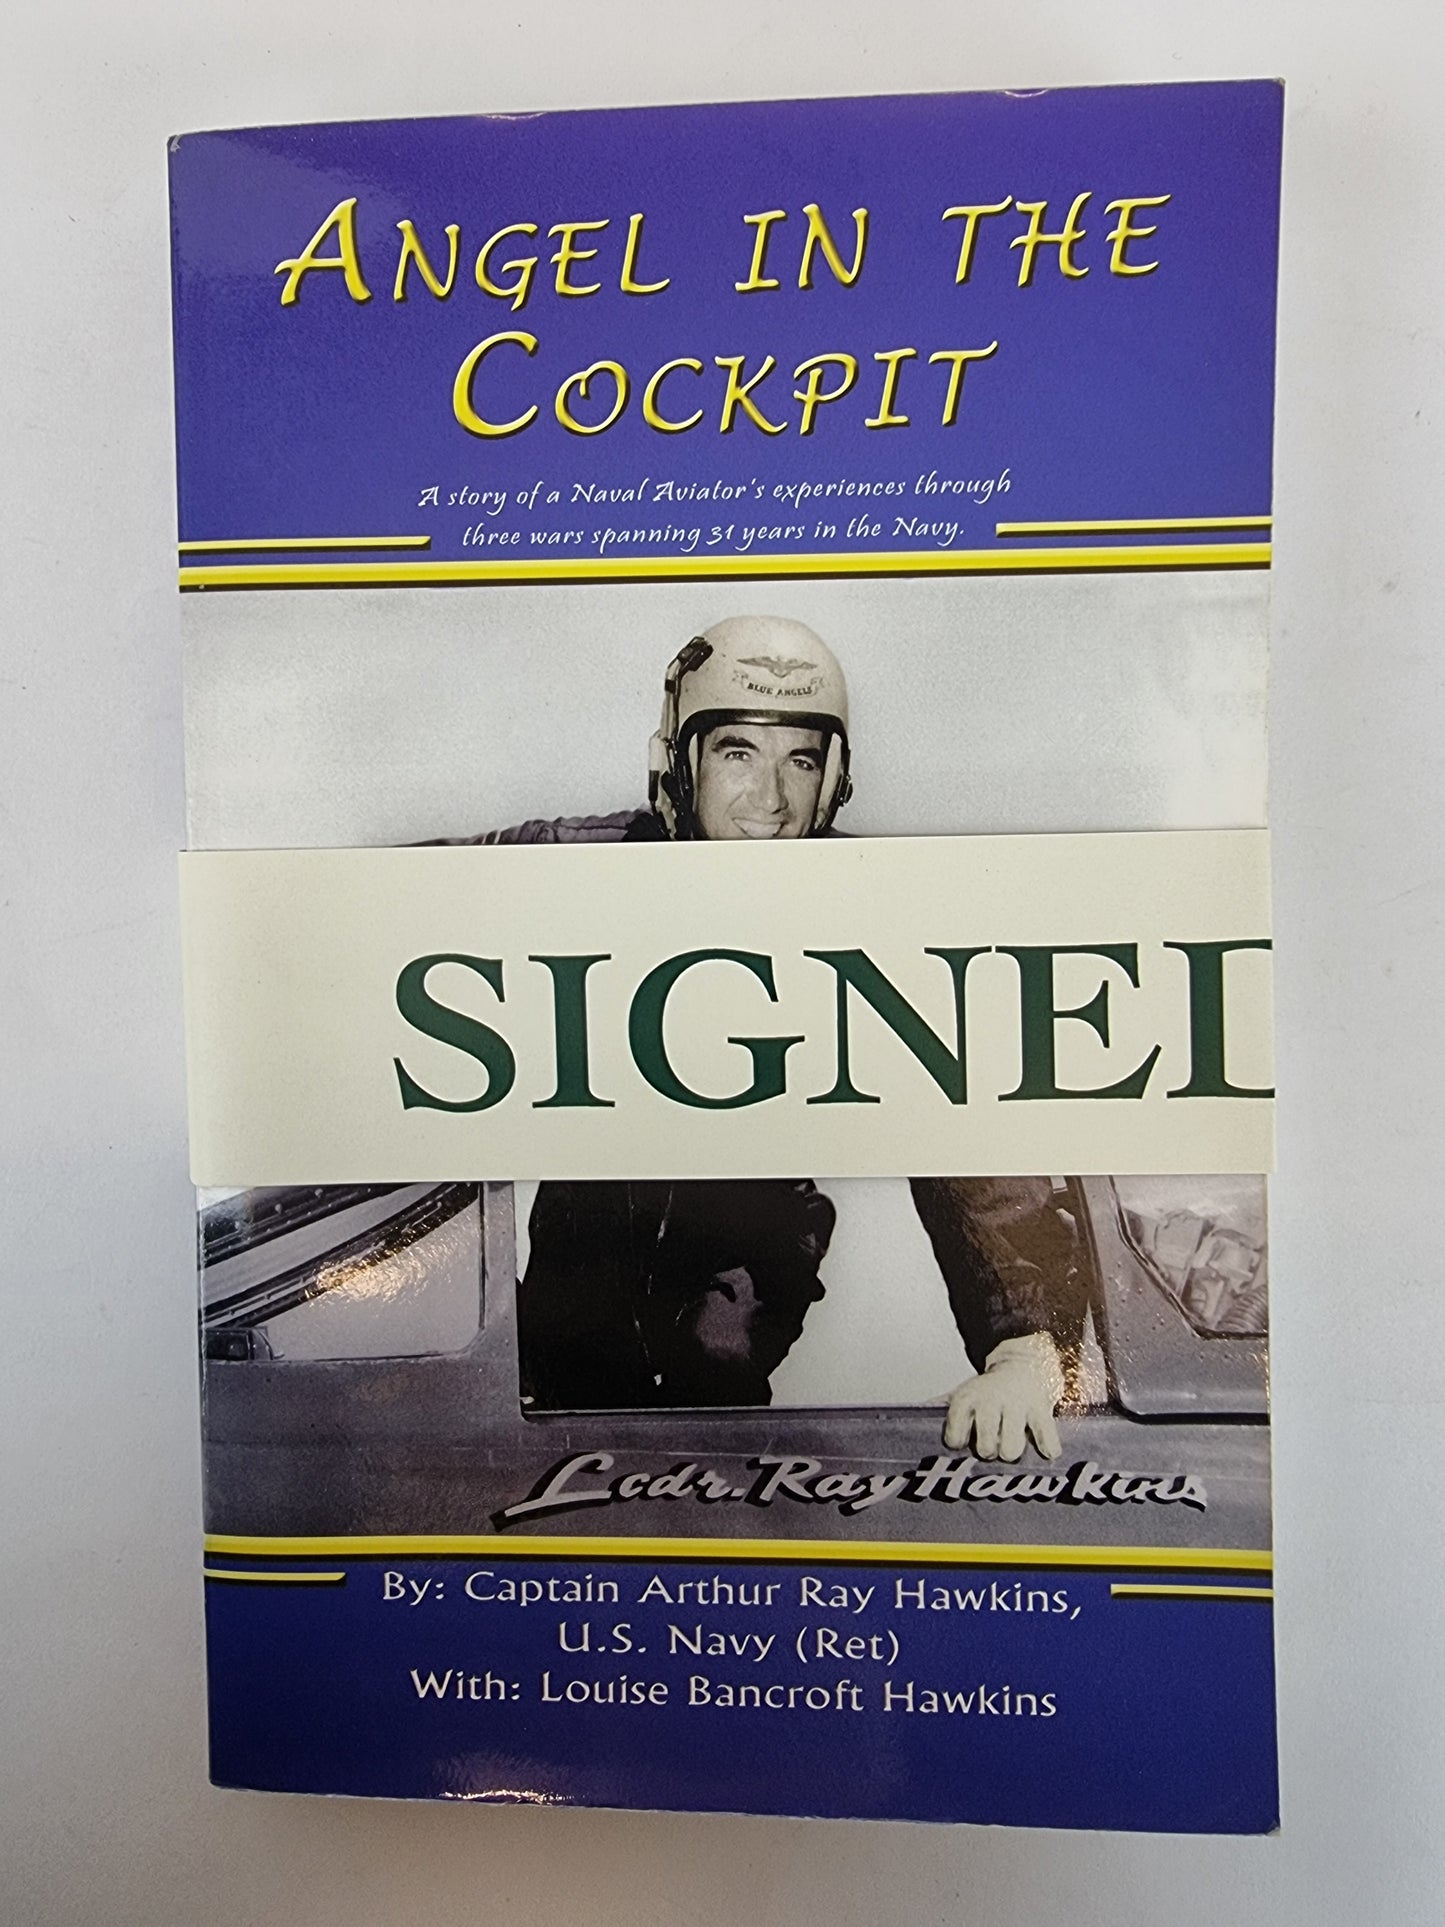 ANGEL IN THE
COCKPIT
A story of a Naval Aviator's experiences through
three wars spanning 31 years in the Navy.
BLUE ANGELS
SIGNED
Lcdr. Ray Hawkins
By: Captain Arthur Ray Hawkins,
U.S. Navy (Ret)
With: Louise Bancroft Hawkins